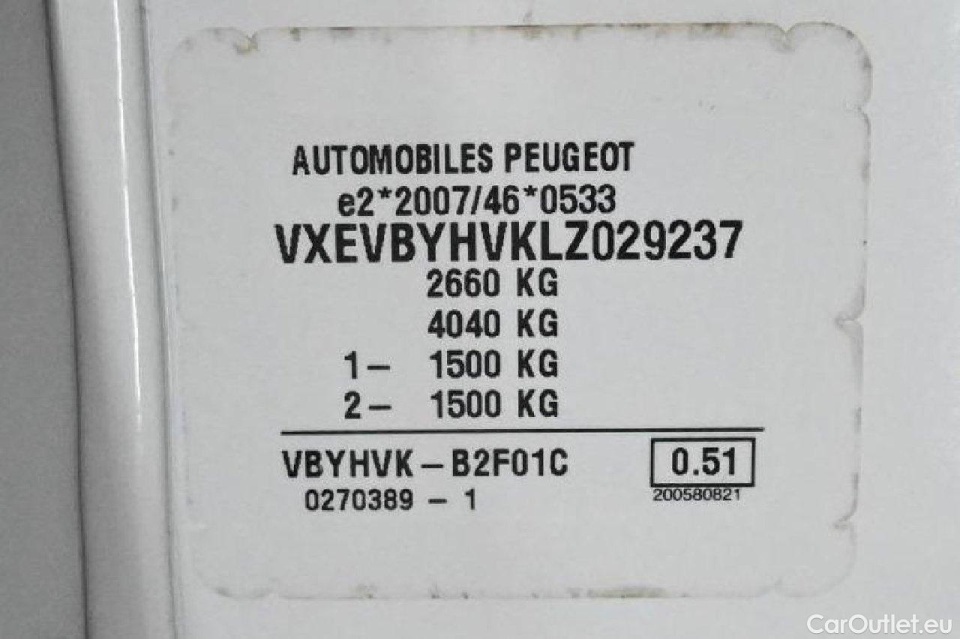 AUTOMOBILES PEUGEOT
e2*2007/46*0533
VXEVBYHVKLZ029237
2660 KG
4040 KG
1- 1500 KG
2- 1500 KG
VBYHVK - B2F01C 0.51
0270389 - 1 200580821
CarOutlet.eu